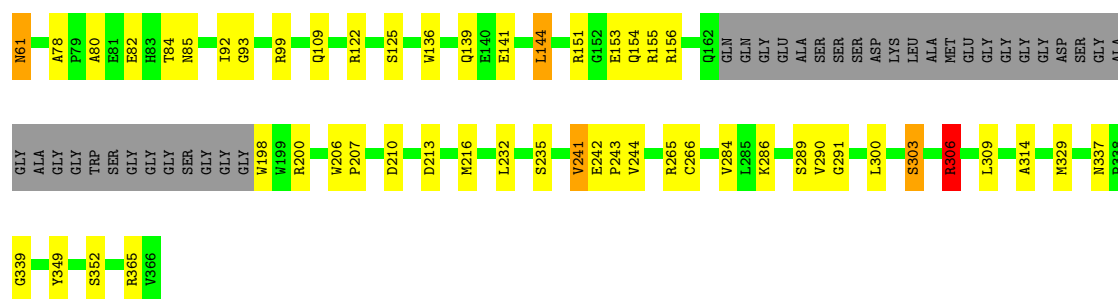 N61 A78 P79 A80 E81 E82 H83 T84 N85 I92 G93 R99 Q109 R122 S125 W136 Q139 E140 E141 L144 R151 G152 E153 Q154 R155 R156 Q162 GLN GLN GLY GLU ALA SER SER SER ASP LYS LEU ALA MET GLU GLY GLY GLY GLY ASP SER GLY ALA
GLY ALA GLY GLY TRP SER GLY GLY GLY SER GLY GLY GLY W198 W199 R200 W206 P207 D210 D213 M216 L232 S235 V241 E242 P243 V244 R265 C266 V284 L285 K286 S289 V290 G291 L300 S303 R306 L309 A314 M329 N337
G339 Y349 S352 R365 V366